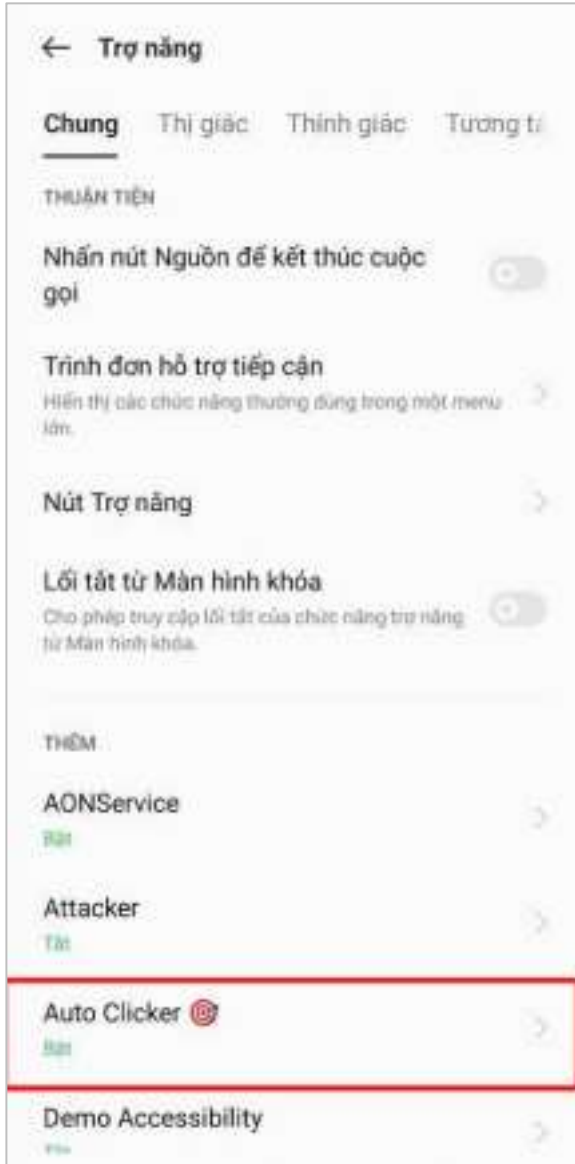 Trợ năng
Chung Thị giác Thính giác Tương tá
THUẬN TIỆN
Nhấn nút Nguồn để kết thúc cuộc
gọi
Trình đơn hỗ trợ tiếp cận
Hiển thị các chức năng thường dùng trong một menu
lớn.
Nút Trợ năng
Lối tắt từ Màn hình khóa
Cho phép truy cập lối tắt của chức năng trợ năng
từ Màn hình khóa.
THÊM
AONService
Bật
Attacker
Tắt
Auto Clicker
Bật
Demo Accessibility